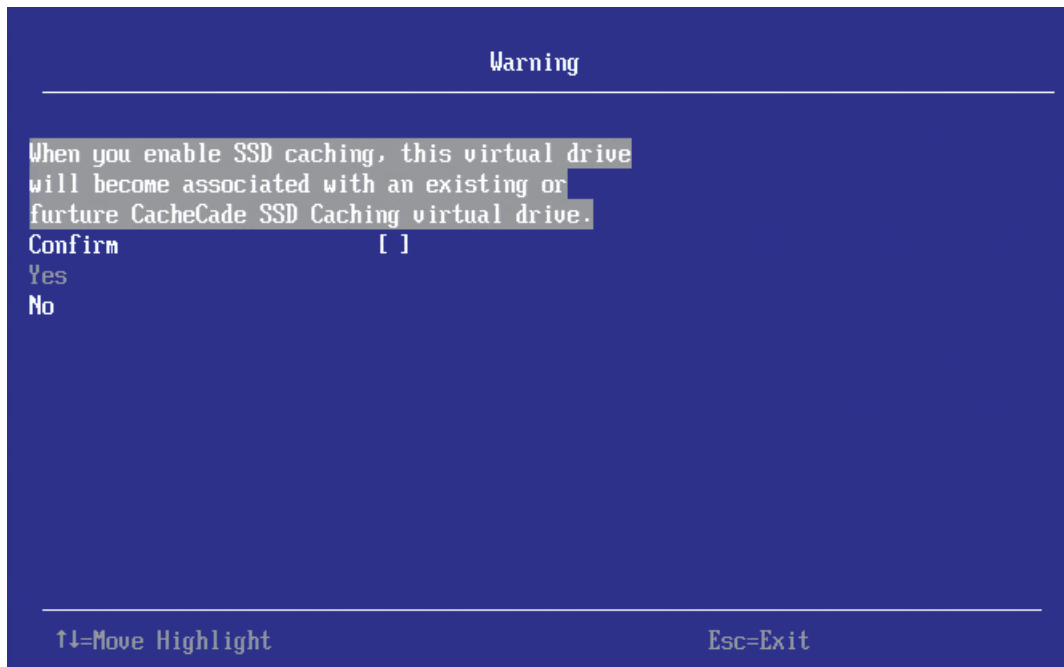 Warning
When you enable SSD caching, this virtual drive
will become associated with an existing or
furture CacheCade SSD Caching virtual drive.
Confirm [ ]
Yes
No
↑↓=Move Highlight Esc=Exit